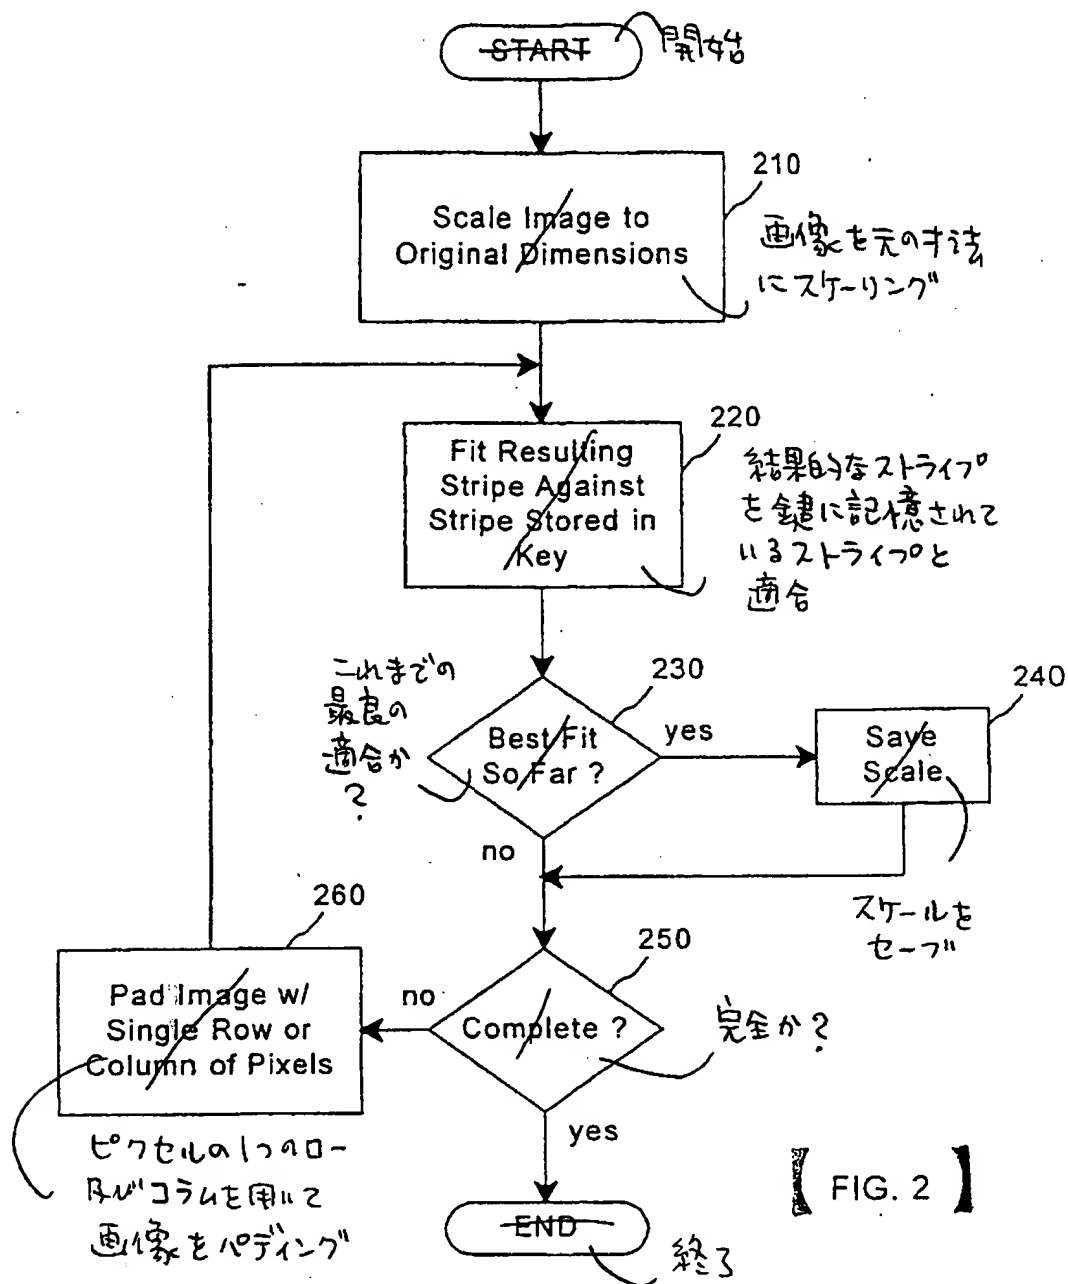 START
開始
210
Scale Image to
Original Dimensions
画像を元の寸法
にスケーリング
220
Fit Resulting
Stripe Against
Stripe Stored in
Key
結果的なストライプ
を鍵に記憶されて
いるストライプと
適合
これまでの
最良の
適合か
?
230
Best Fit
So Far ?
yes
no
240
Save
Scale
スケールを
セーブ
260
Pad Image w/
Single Row or
Column of Pixels
no
250
Complete ?
完全か?
yes
ピクセルの1つのロー
及びコラムを用いて
画像をパディング
END
終了
【 FIG. 2 】